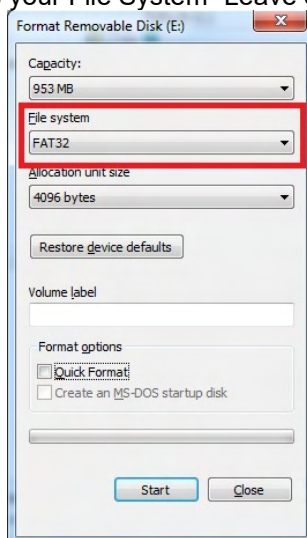 your File System" Leave
Format Removable Disk (E:)
Capacity:
953 MB
File system
FAT32
Allocation unit size
4096 bytes
Restore device defaults
Volume label
Format options
Quick Format
Create an MS-DOS startup disk
Start Close